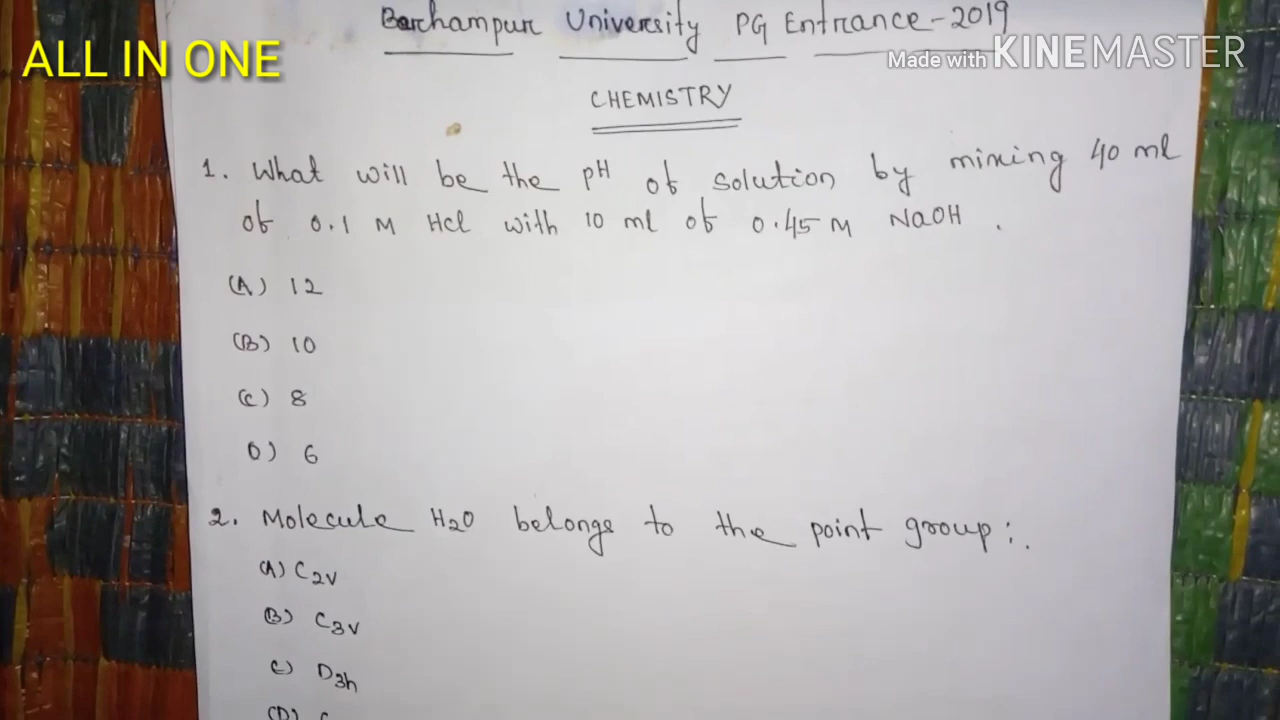 ALL IN ONE
Made with KINEMASTER
Berhampur University PG Entrance-2019
CHEMISTRY
1. What will be the pH of solution by mixing 40 ml
of 0.1 M Hcl with 10 ml of 0.45 M NaOH .
(A) 12
(B) 10
(C) 8
D) 6
2. Molecule H2O belongs to the point group:.
(A) C2v
(B) C3v
C) D3h
(D)